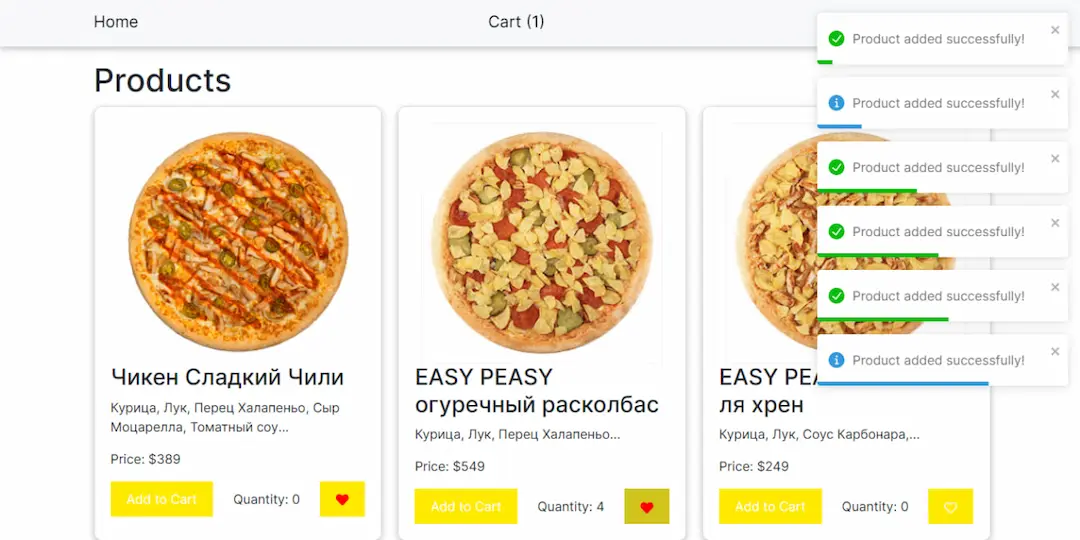 Home
Cart (1)
Product added successfully!
Product added successfully!
Product added successfully!
Product added successfully!
Product added successfully!
Product added successfully!
Products
Чикен Сладкий Чили
Курица, Лук, Перец Халапеньо, Сыр
Моцарелла, Томатный соу...
Price: $389
Add to Cart
Quantity: 0
EASY PEASY
огуречный расколбас
Курица, Лук, Перец Халапеньо...
Price: $549
Add to Cart
Quantity: 4
EASY
ля хрен
Курица, Лук, Соус Карбонара,...
Price: $249
Add to Cart
Quantity: 0